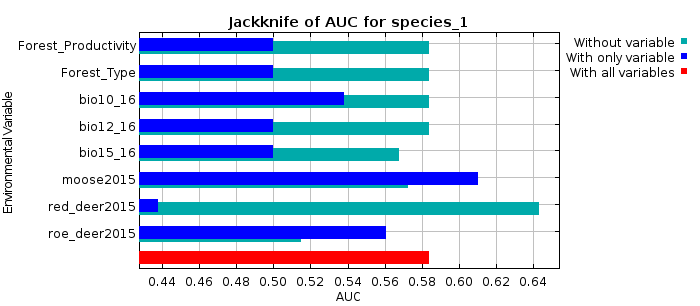 Jackknife of AUC for species_1
Without variable
With only variable
With all variables
Environmental Variable
Forest_Productivity
Forest_Type
bio10_16
bio12_16
bio15_16
moose2015
red_deer2015
roe_deer2015
0.44 0.46 0.48 0.50 0.52 0.54 0.56 0.58 0.60 0.62 0.64
AUC